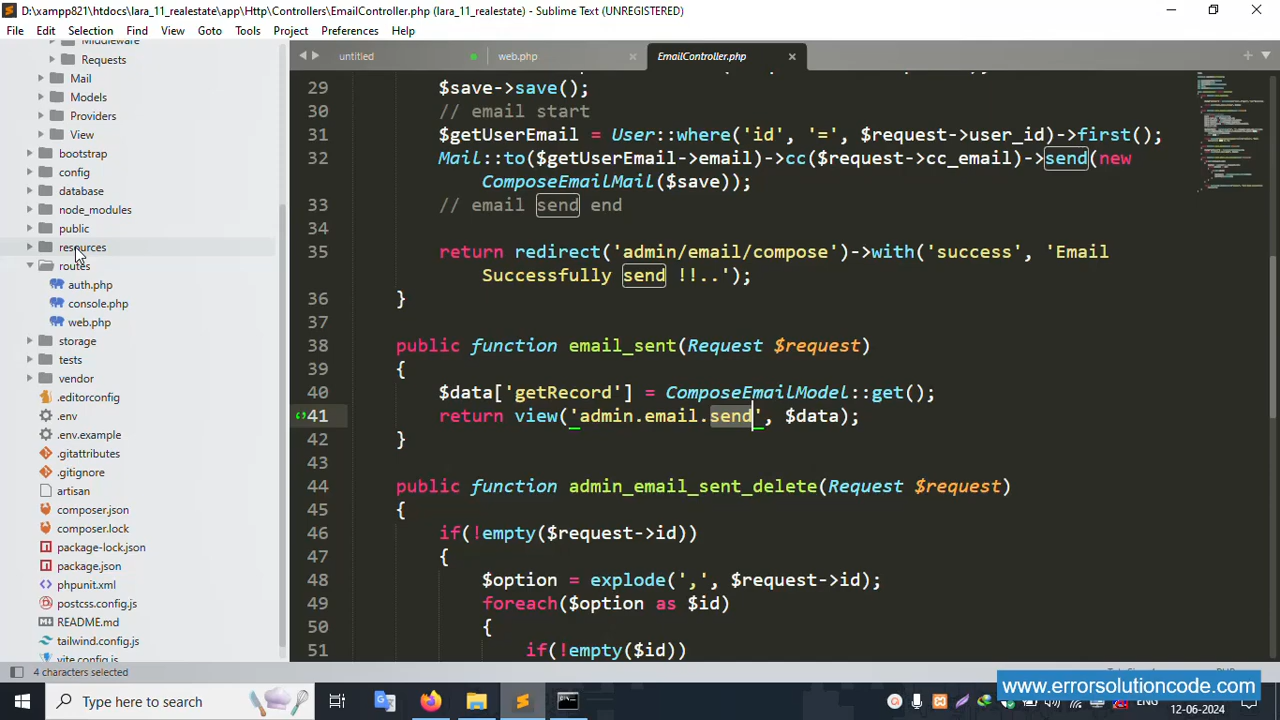 D:\xampp821\htdocs\lara_11_realestate\app\Http\Controllers\EmailController.php (lara_11_realestate) - Sublime Text (UNREGISTERED)
File Edit Selection Find View Goto Tools Project Preferences Help
untitled web.php EmailController.php
Middleware
Requests
Mail
Models
Providers
View
bootstrap
config
database
node_modules
public
resources
routes
auth.php
console.php
web.php
storage
tests
vendor
.editorconfig
.env
.env.example
.gitattributes
.gitignore
artisan
composer.json
composer.lock
package-lock.json
package.json
phpunit.xml
postcss.config.js
README.md
tailwind.config.js
vite.config.js
29 $save->save();
30 // email start
31 $getUserEmail = User::where('id', '=', $request->user_id)->first();
32 Mail::to($getUserEmail->email)->cc($request->cc_email)->send(new
ComposeEmailMail($save));
33 // email send end
34
35 return redirect('admin/email/compose')->with('success', 'Email
Successfully send !!..');
36 }
37
38 public function email_sent(Request $request)
39 {
40 $data['getRecord'] = ComposeEmailModel::get();
41 return view('admin.email.send', $data);
42 }
43
44 public function admin_email_sent_delete(Request $request)
45 {
46 if(!empty($request->id))
47 {
48 $option = explode(',', $request->id);
49 foreach($option as $id)
50 {
51 if(!empty($id))
4 characters selected
www.errorsolutioncode.com
Type here to search
ENG
12-06-2024